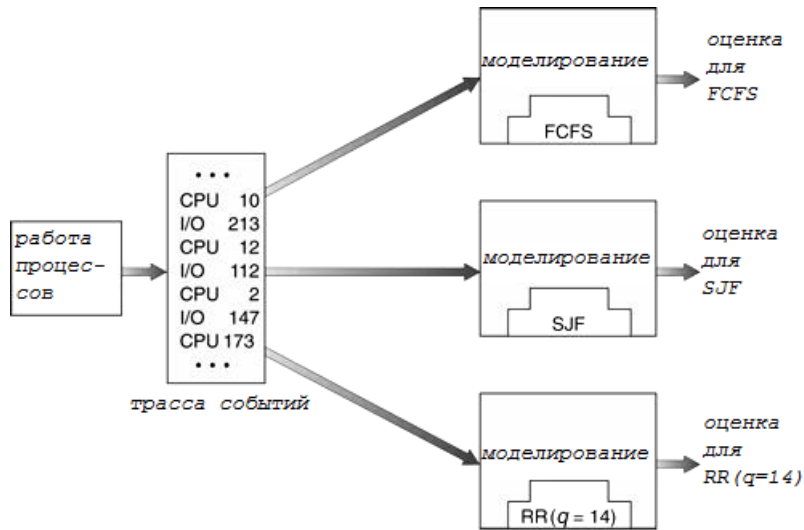 работа
процес-
сов
• • •
CPU 10
I/O 213
CPU 12
I/O 112
CPU 2
I/O 147
CPU 173
• • •
трасса событий
моделирование
FCFS
оценка
для
FCFS
моделирование
SJF
оценка
для
SJF
моделирование
RR(q = 14)
оценка
для
RR(q=14)